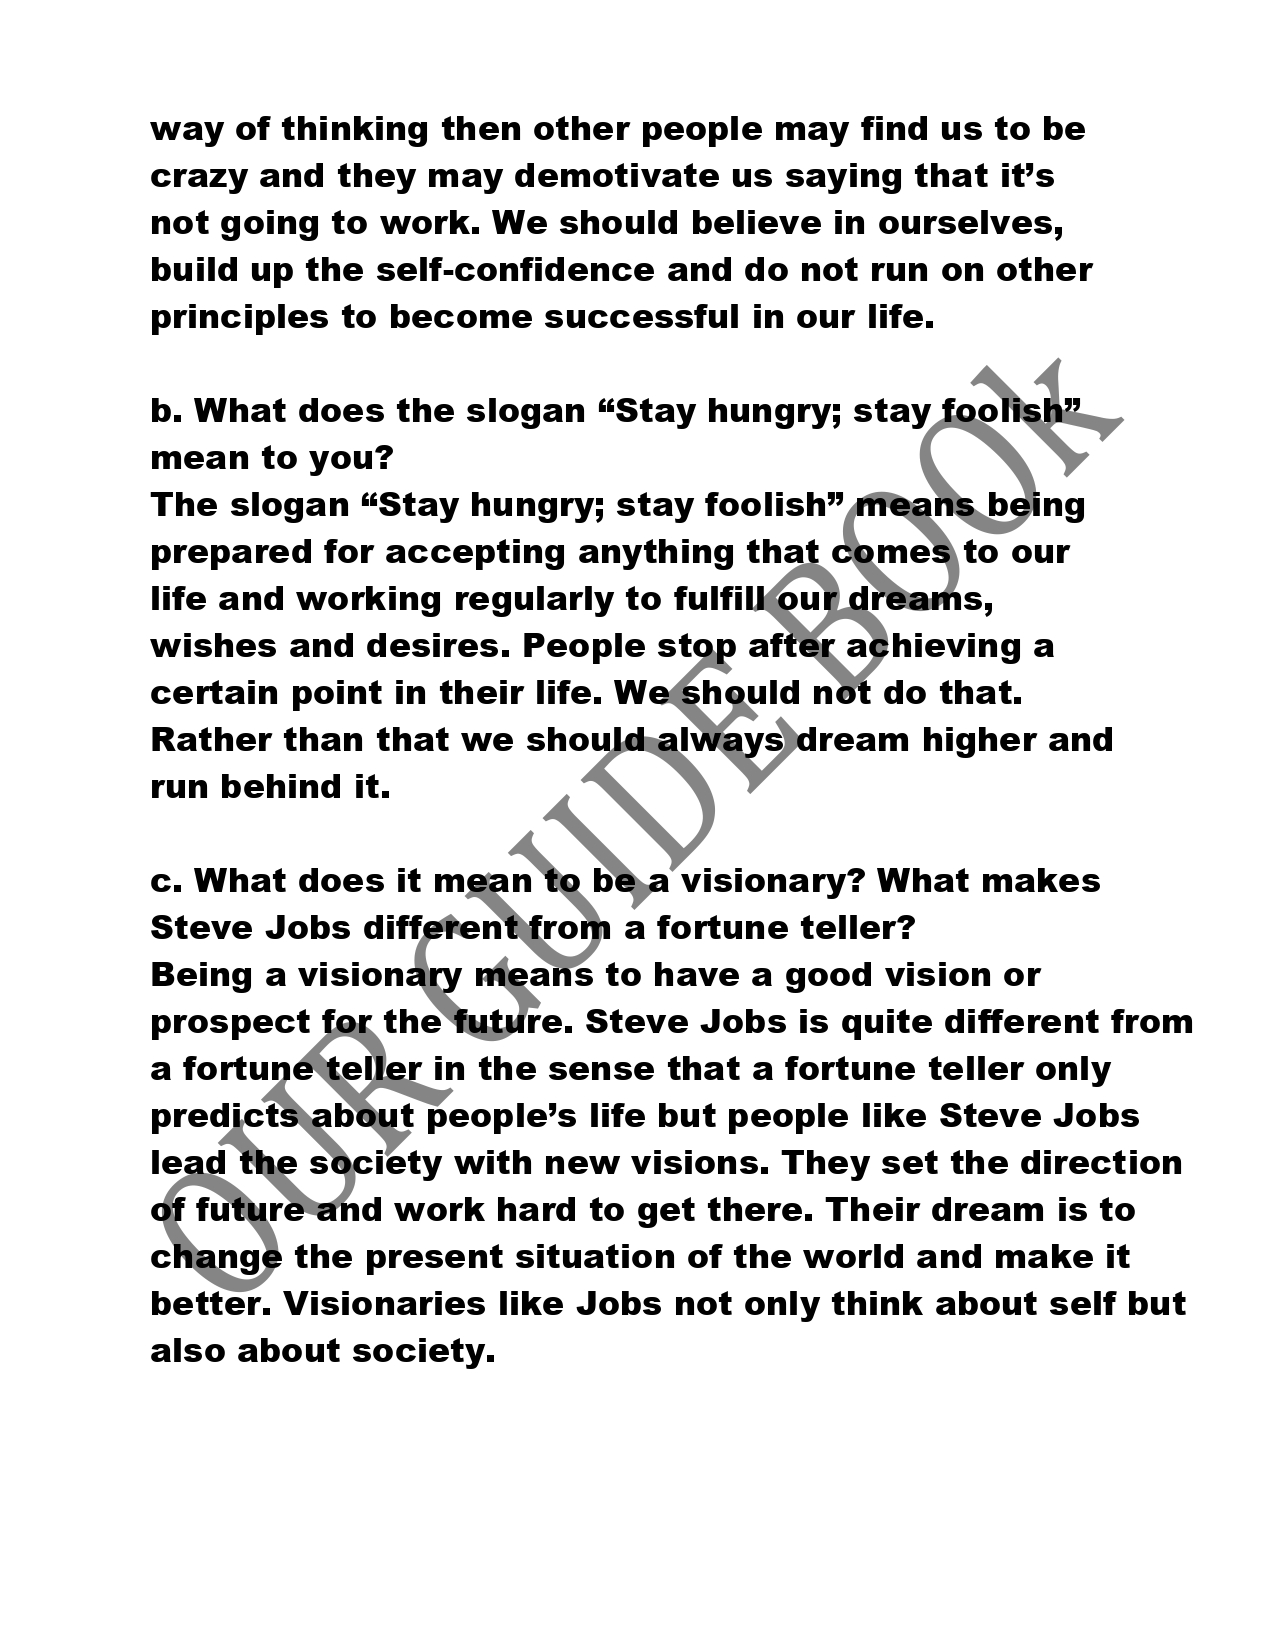 way of thinking then other people may find us to be
crazy and they may demotivate us saying that it’s
not going to work. We should believe in ourselves,
build up the self-confidence and do not run on other
principles to become successful in our life.
b. What does the slogan “Stay hungry; stay foolish”
mean to you?
The slogan “Stay hungry; stay foolish” means being
prepared for accepting anything that comes to our
life and working regularly to fulfill our dreams,
wishes and desires. People stop after achieving a
certain point in their life. We should not do that.
Rather than that we should always dream higher and
run behind it.
c. What does it mean to be a visionary? What makes
Steve Jobs different from a fortune teller?
Being a visionary means to have a good vision or
prospect for the future. Steve Jobs is quite different from
a fortune teller in the sense that a fortune teller only
predicts about people’s life but people like Steve Jobs
lead the society with new visions. They set the direction
of future and work hard to get there. Their dream is to
change the present situation of the world and make it
better. Visionaries like Jobs not only think about self but
also about society.
OUR GUIDE BOOk